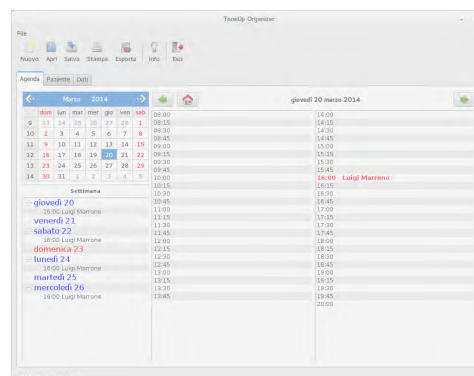 ToneUp Organizer
File
Nuovo Apri Salva Stampa Esporta Info Esci
Agenda Paziente Dati
Marzo 2014
giovedì 20 marzo 2014
dom lun mar mer gio ven sab
9 23 24 25 26 27 28 1
10 2 3 4 5 6 7 8
11 9 10 11 12 13 14 15
12 16 17 18 19 20 21 22
13 23 24 25 26 27 28 29
14 30 31 1 2 3 4 5
Settimana
giovedì 20
16:00 Luigi Marrone
venerdì 21
sabato 22
16:00 Luigi Marrone
domenica 23
lunedì 24
16:00 Luigi Marrone
martedì 25
mercoledì 26
16:00 Luigi Marrone
08:00
08:15
08:30
08:45
09:00
09:15
09:30
09:45
10:00
10:15
10:30
10:45
11:00
11:15
11:30
11:45
12:00
12:15
12:30
12:45
13:00
13:15
13:30
13:45
14:00
14:15
14:30
14:45
15:00
15:15
15:30
15:45
16:00 Luigi Marrone
16:15
16:30
16:45
17:00
17:15
17:30
17:45
18:00
18:15
18:30
18:45
19:00
19:15
19:30
19:45
20:00